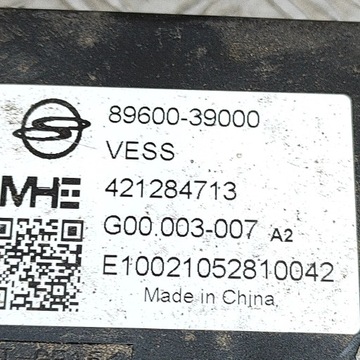 89600-39000
VESS
MHE
421284713
G00.003-007 A2
E10021052810042
Made in China